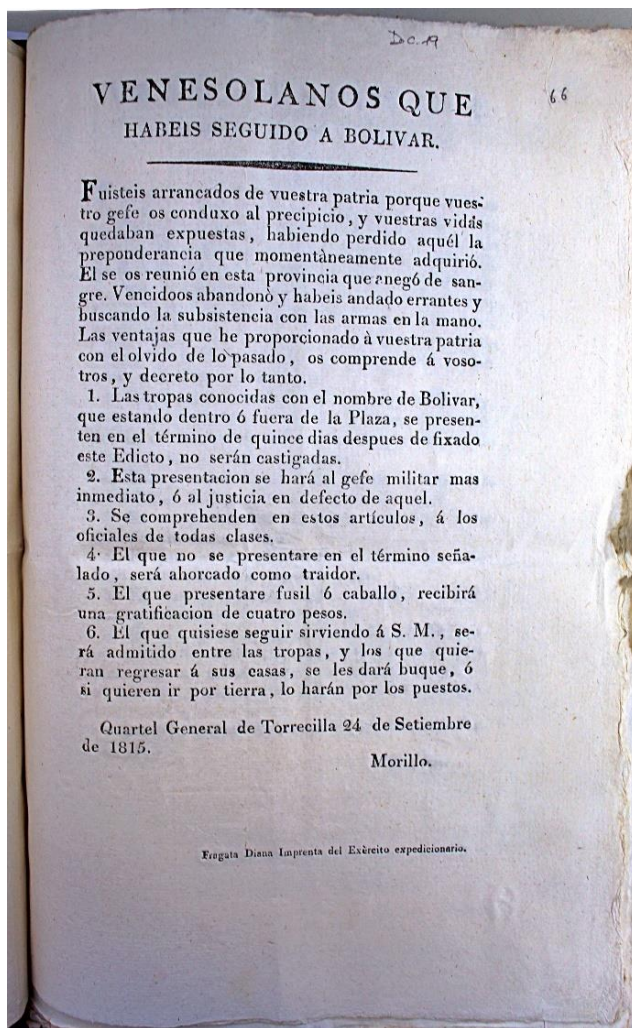 D.C. 19
66
VENESOLANOS QUE
HABEIS SEGUIDO A BOLIVAR.
Fuisteis arrancados de vuestra patria porque vues-
tro gefe os conduxo al precipicio, y vuestras vidas
quedaban expuestas, habiendo perdido aquél la
preponderancia que momentàneamente adquirió.
El se os reunió en esta provincia que anegó de san-
gre. Vencidoos abandonò y habeis andado errantes y
buscando la subsistencia con las armas en la mano.
Las ventajas que he proporcionado à vuestra patria
con el olvido de lo pasado, os comprende á voso-
tros, y decreto por lo tanto.
1. Las tropas conocidas con el nombre de Bolivar,
que estando dentro ó fuera de la Plaza, se presen-
ten en el término de quince dias despues de fixado
este Edicto, no serán castigadas.
2. Esta presentacion se hará al gefe militar mas
inmediato, ó al justicia en defecto de aquel.
3. Se comprehenden en estos artículos, á los
oficiales de todas clases.
4. El que no se presentare en el término seña-
lado, será ahorcado como traidor.
5. El que presentare fusil ó caballo, recibirá
una gratificacion de cuatro pesos.
6. El que quisiese seguir sirviendo á S. M., se-
rá admitido entre las tropas, y los que quie-
ran regresar á sus casas, se les dará buque, ó
si quieren ir por tierra, lo harán por los puestos.
Quartel General de Torrecilla 24 de Setiembre
de 1815.
Morillo.
Fragata Diana Imprenta del Exèrcito expedicionario.